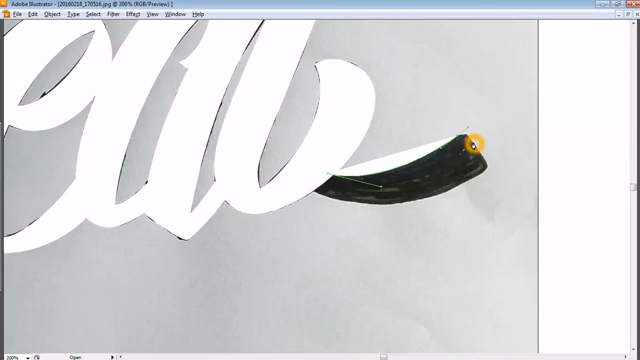 Adobe Illustrator - [20160218_170516.jpg @ 200% (RGB/Preview) ]
File Edit Object Type Select Filter Effect View Window Help
200% Open